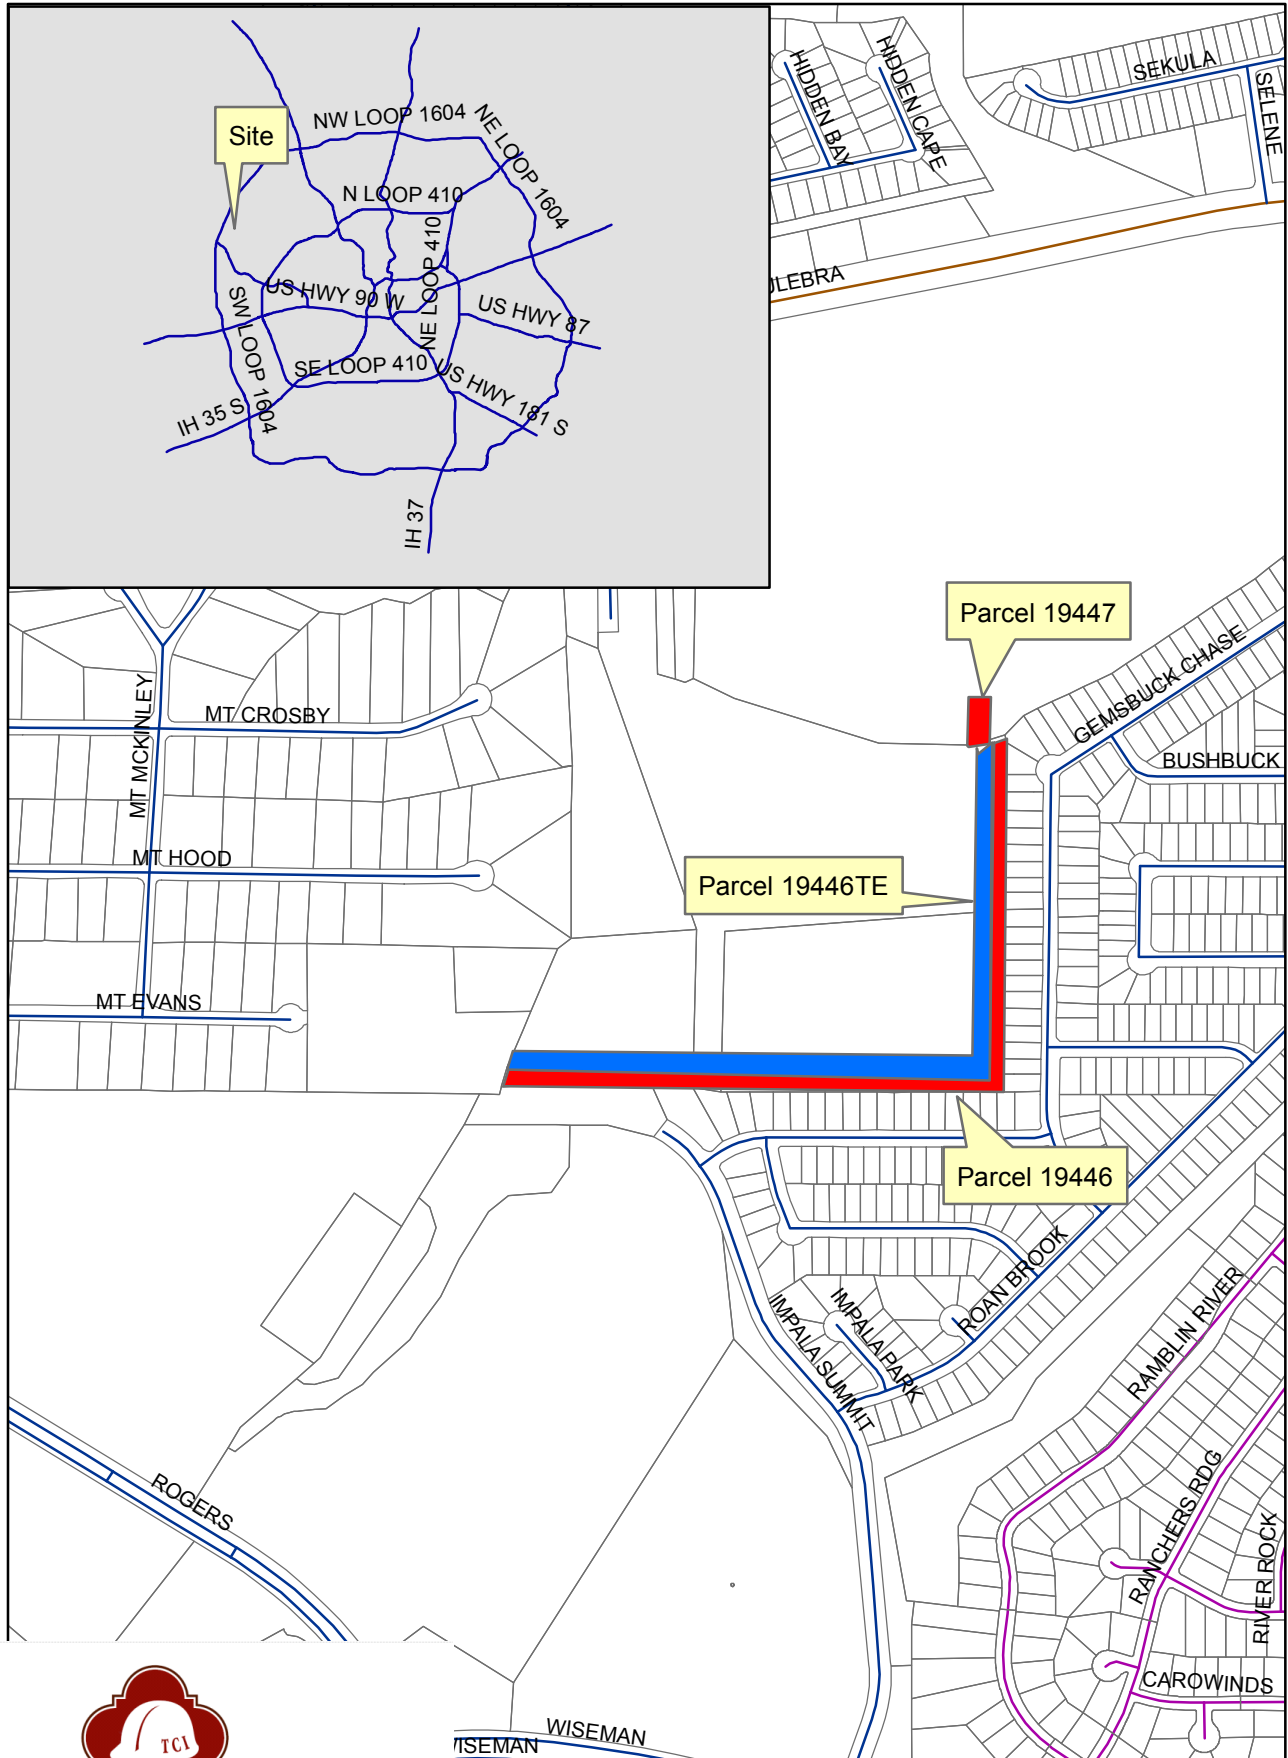 Site
NW LOOP 1604
NE LOOP 1604
N LOOP 410
NE LOOP 410
US HWY 90 W
US HWY 87
SW LOOP 1604
SE LOOP 410
US HWY 181 S
IH 35 S
IH 37
HIDDEN BAY
HIDDEN CAPE
SEKULA
SELENE
ULEBRA
Parcel 19447
GEMSBUCK CHASE
BUSHBUCK
MT MCKINLEY
MT CROSBY
MT HOOD
Parcel 19446TE
MT EVANS
Parcel 19446
ROAN BROOK
IMPALA PARK
IMPALA SUMMIT
RAMBLIN RIVER
RANCHERS RDG
RIVER ROCK
ROGERS
CAROWINDS
WISEMAN
WISEMAN
TCI